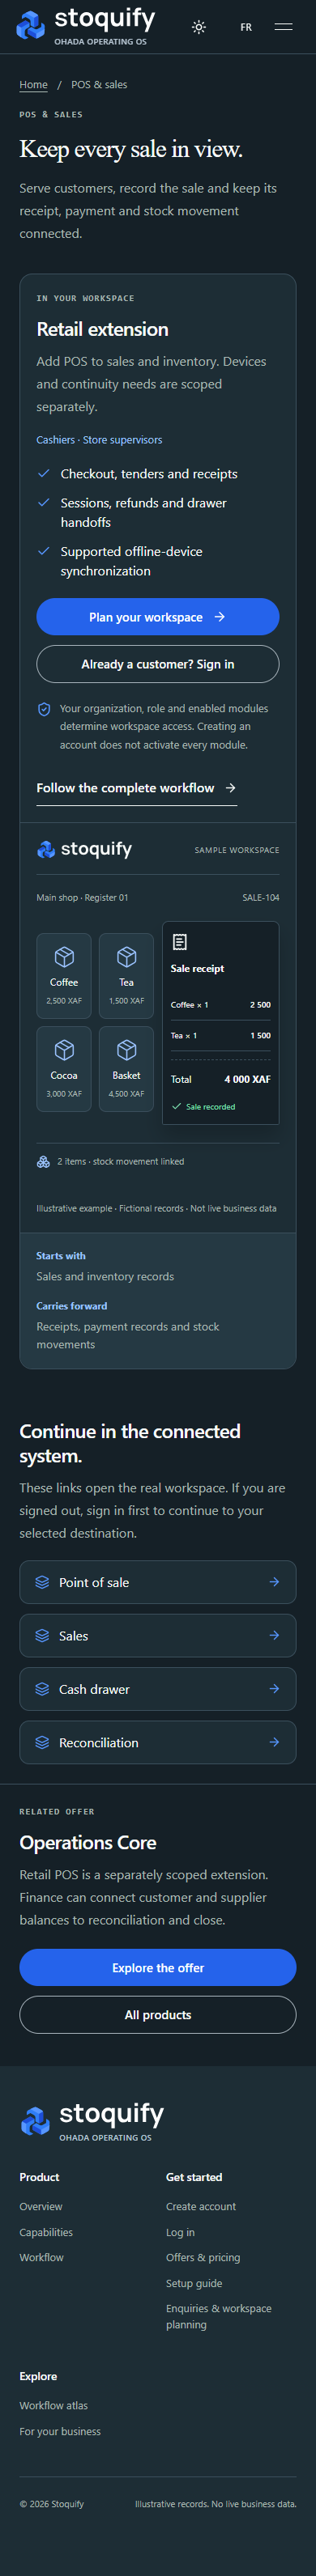 stoquify
OHADA OPERATING OS
FR
Home / POS & sales
POS & SALES
Keep every sale in view.
Serve customers, record the sale and keep its
receipt, payment and stock movement
connected.
IN YOUR WORKSPACE
Retail extension
Add POS to sales and inventory. Devices
and continuity needs are scoped
separately.
Cashiers · Store supervisors
Checkout, tenders and receipts
Sessions, refunds and drawer
handoffs
Supported offline-device
synchronization
Plan your workspace
Already a customer? Sign in
Your organization, role and enabled modules
determine workspace access. Creating an
account does not activate every module.
Follow the complete workflow
stoquify
SAMPLE WORKSPACE
Main shop · Register 01
SALE-104
Coffee
2,500 XAF
Tea
1,500 XAF
Cocoa
3,000 XAF
Basket
4,500 XAF
Sale receipt
Coffee × 1 2 500
Tea × 1 1 500
Total 4 000 XAF
Sale recorded
2 items · stock movement linked
Illustrative example · Fictional records · Not live business data
Starts with
Sales and inventory records
Carries forward
Receipts, payment records and stock
movements
Continue in the connected
system.
These links open the real workspace. If you are
signed out, sign in first to continue to your
selected destination.
Point of sale
Sales
Cash drawer
Reconciliation
RELATED OFFER
Operations Core
Retail POS is a separately scoped extension.
Finance can connect customer and supplier
balances to reconciliation and close.
Explore the offer
All products
stoquify
OHADA OPERATING OS
Product
Overview
Capabilities
Workflow
Get started
Create account
Log in
Offers & pricing
Setup guide
Enquiries & workspace
planning
Explore
Workflow atlas
For your business
© 2026 Stoquify
Illustrative records. No live business data.